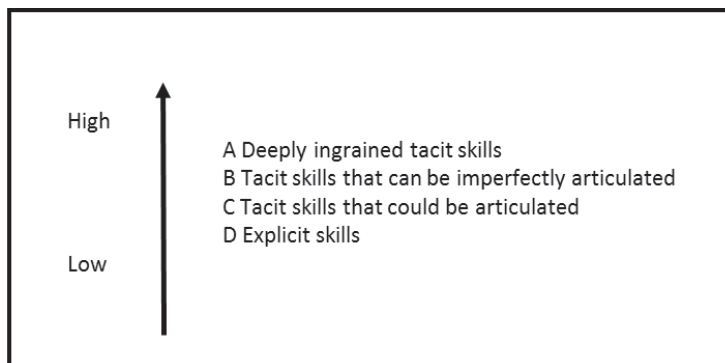 High
A Deeply ingrained tacit skills
B Tacit skills that can be imperfectly articulated
C Tacit skills that could be articulated
D Explicit skills
Low